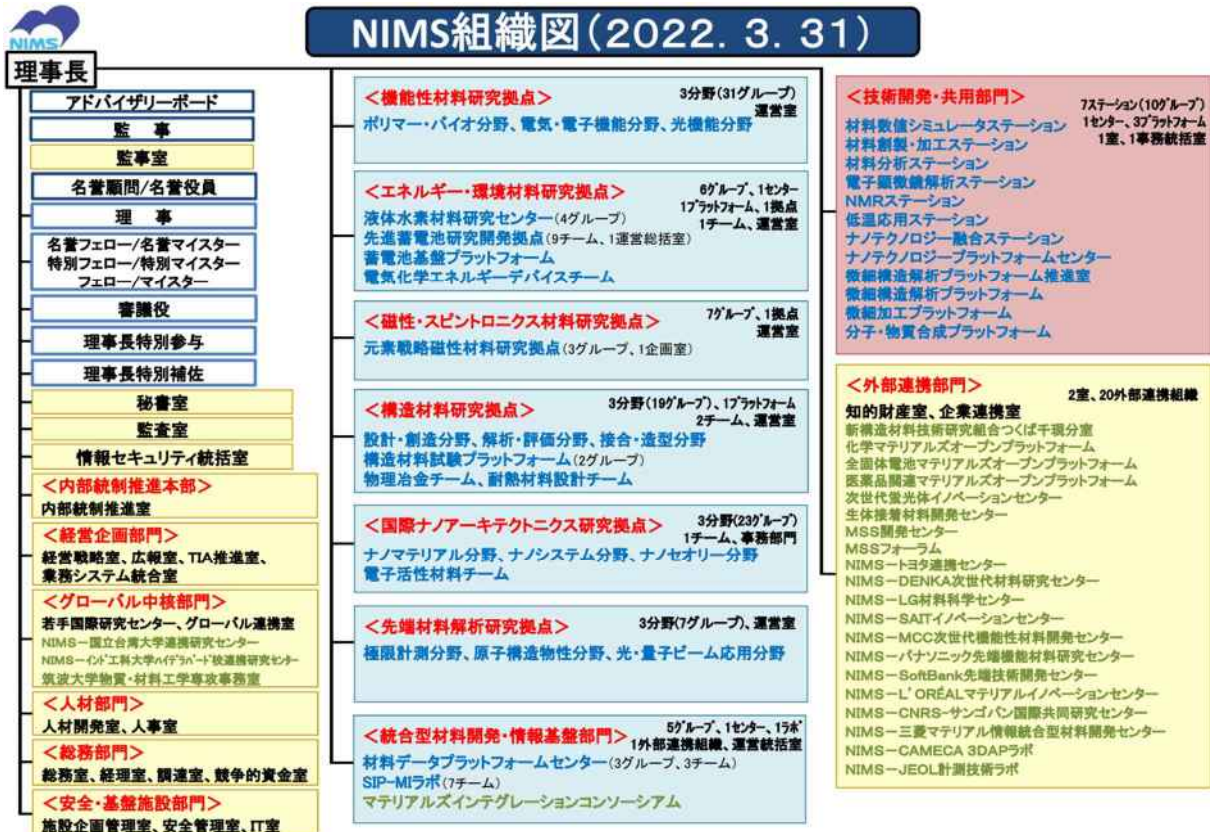 NIMS
NIMS組織図(2022. 3. 31)
理事長
アドバイザリーボード
監　事
監事室
名誉顧問/名誉役員
理　事
名誉フェロー/名誉マイスター
特別フェロー/特別マイスター
フェロー/マイスター
審議役
理事長特別参与
理事長特別補佐
秘書室
監査室
情報セキュリティ統括室
<内部統制推進本部>
内部統制推進室
<経営企画部門>
経営戦略室、広報室、TIA推進室、
業務システム統合室
<グローバル中核部門>
若手国際研究センター、グローバル連携室
NIMS－国立台湾大学連携研究センター
NIMS－インド工科大学ハイデラバード校連携研究センター
筑波大学物質・材料工学専攻事務室
<人材部門>
人材開発室、人事室
<総務部門>
総務室、経理室、調達室、競争的資金室
<安全・基盤施設部門>
施設企画管理室、安全管理室、IT室
<機能性材料研究拠点>
3分野(31グループ)
運営室
ポリマー・バイオ分野、電気・電子機能分野、光機能分野
<エネルギー・環境材料研究拠点>
6グループ、1センター
1プラットフォーム、1拠点
1チーム、運営室
液体水素材料研究センター(4グループ)
先進蓄電池研究開発拠点(9チーム、1運営総括室)
蓄電池基盤プラットフォーム
電気化学エネルギーデバイスチーム
<磁性・スピントロニクス材料研究拠点>
7グループ、1拠点
運営室
元素戦略磁性材料研究拠点(3グループ、1企画室)
<構造材料研究拠点>
3分野(19グループ)、1プラットフォーム
2チーム、運営室
設計・創造分野、解析・評価分野、接合・造型分野
構造材料試験プラットフォーム(2グループ)
物理冶金チーム、耐熱材料設計チーム
<国際ナノアーキテクトニクス研究拠点>
3分野(23グループ)
1チーム、事務部門
ナノマテリアル分野、ナノシステム分野、ナノセオリー分野
電子活性材料チーム
<先端材料解析研究拠点>
3分野(7グループ)、運営室
極限計測分野、原子構造物性分野、光・量子ビーム応用分野
<統合型材料開発・情報基盤部門>
5グループ、1センター、1ラボ
1外部連携組織、運営統括室
材料データプラットフォームセンター(3グループ、3チーム)
SIP-MIラボ(7チーム)
マテリアルズインテグレーションコンソーシアム
<技術開発・共用部門>
7ステーション(10グループ)
1センター、3プラットフォーム
1室、1事務統括室
材料数値シミュレータステーション
材料創製・加工ステーション
材料分析ステーション
電子顕微鏡解析ステーション
NMRステーション
低温応用ステーション
ナノテクノロジー融合ステーション
ナノテクノロジープラットフォームセンター
微細構造解析プラットフォーム推進室
微細構造解析プラットフォーム
微細加工プラットフォーム
分子・物質合成プラットフォーム
<外部連携部門>
2室、20外部連携組織
知的財産室、企業連携室
新構造材料技術研究組合つくば千現分室
化学マテリアルズオープンプラットフォーム
全固体電池マテリアルズオープンプラットフォーム
医薬品関連マテリアルズオープンプラットフォーム
次世代蛍光体イノベーションセンター
生体接着材料開発センター
MSS開発センター
MSSフォーラム
NIMS－トヨタ連携センター
NIMS－DENKA次世代材料研究センター
NIMS－LG材料科学センター
NIMS－SAITイノベーションセンター
NIMS－MCC次世代機能性材料開発センター
NIMS－パナソニック先端機能材料研究センター
NIMS－SoftBank先端技術開発センター
NIMS－L'ORÉALマテリアルイノベーションセンター
NIMS－CNRS-サンゴバン国際共同研究センター
NIMS－三菱マテリアル情報統合型材料開発センター
NIMS－CAMECA 3DAPラボ
NIMS－JEOL計測技術ラボ